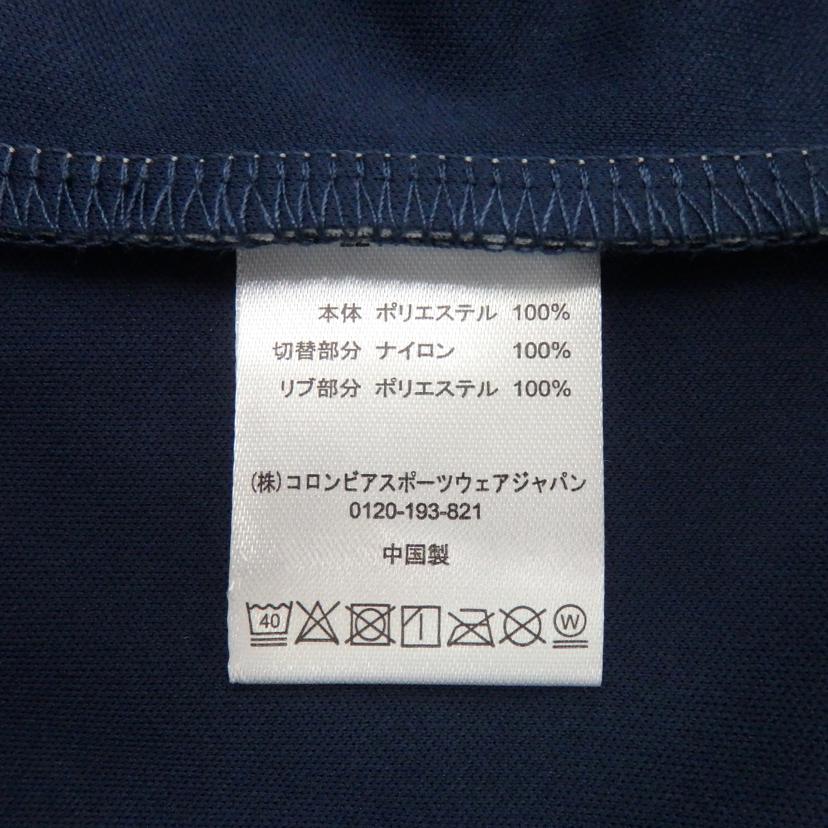 本体 ポリエステル 100%
切替部分 ナイロン 100%
リブ部分 ポリエステル 100%
(株)コロンビアスポーツウェアジャパン
0120-193-821
中国製
40 W